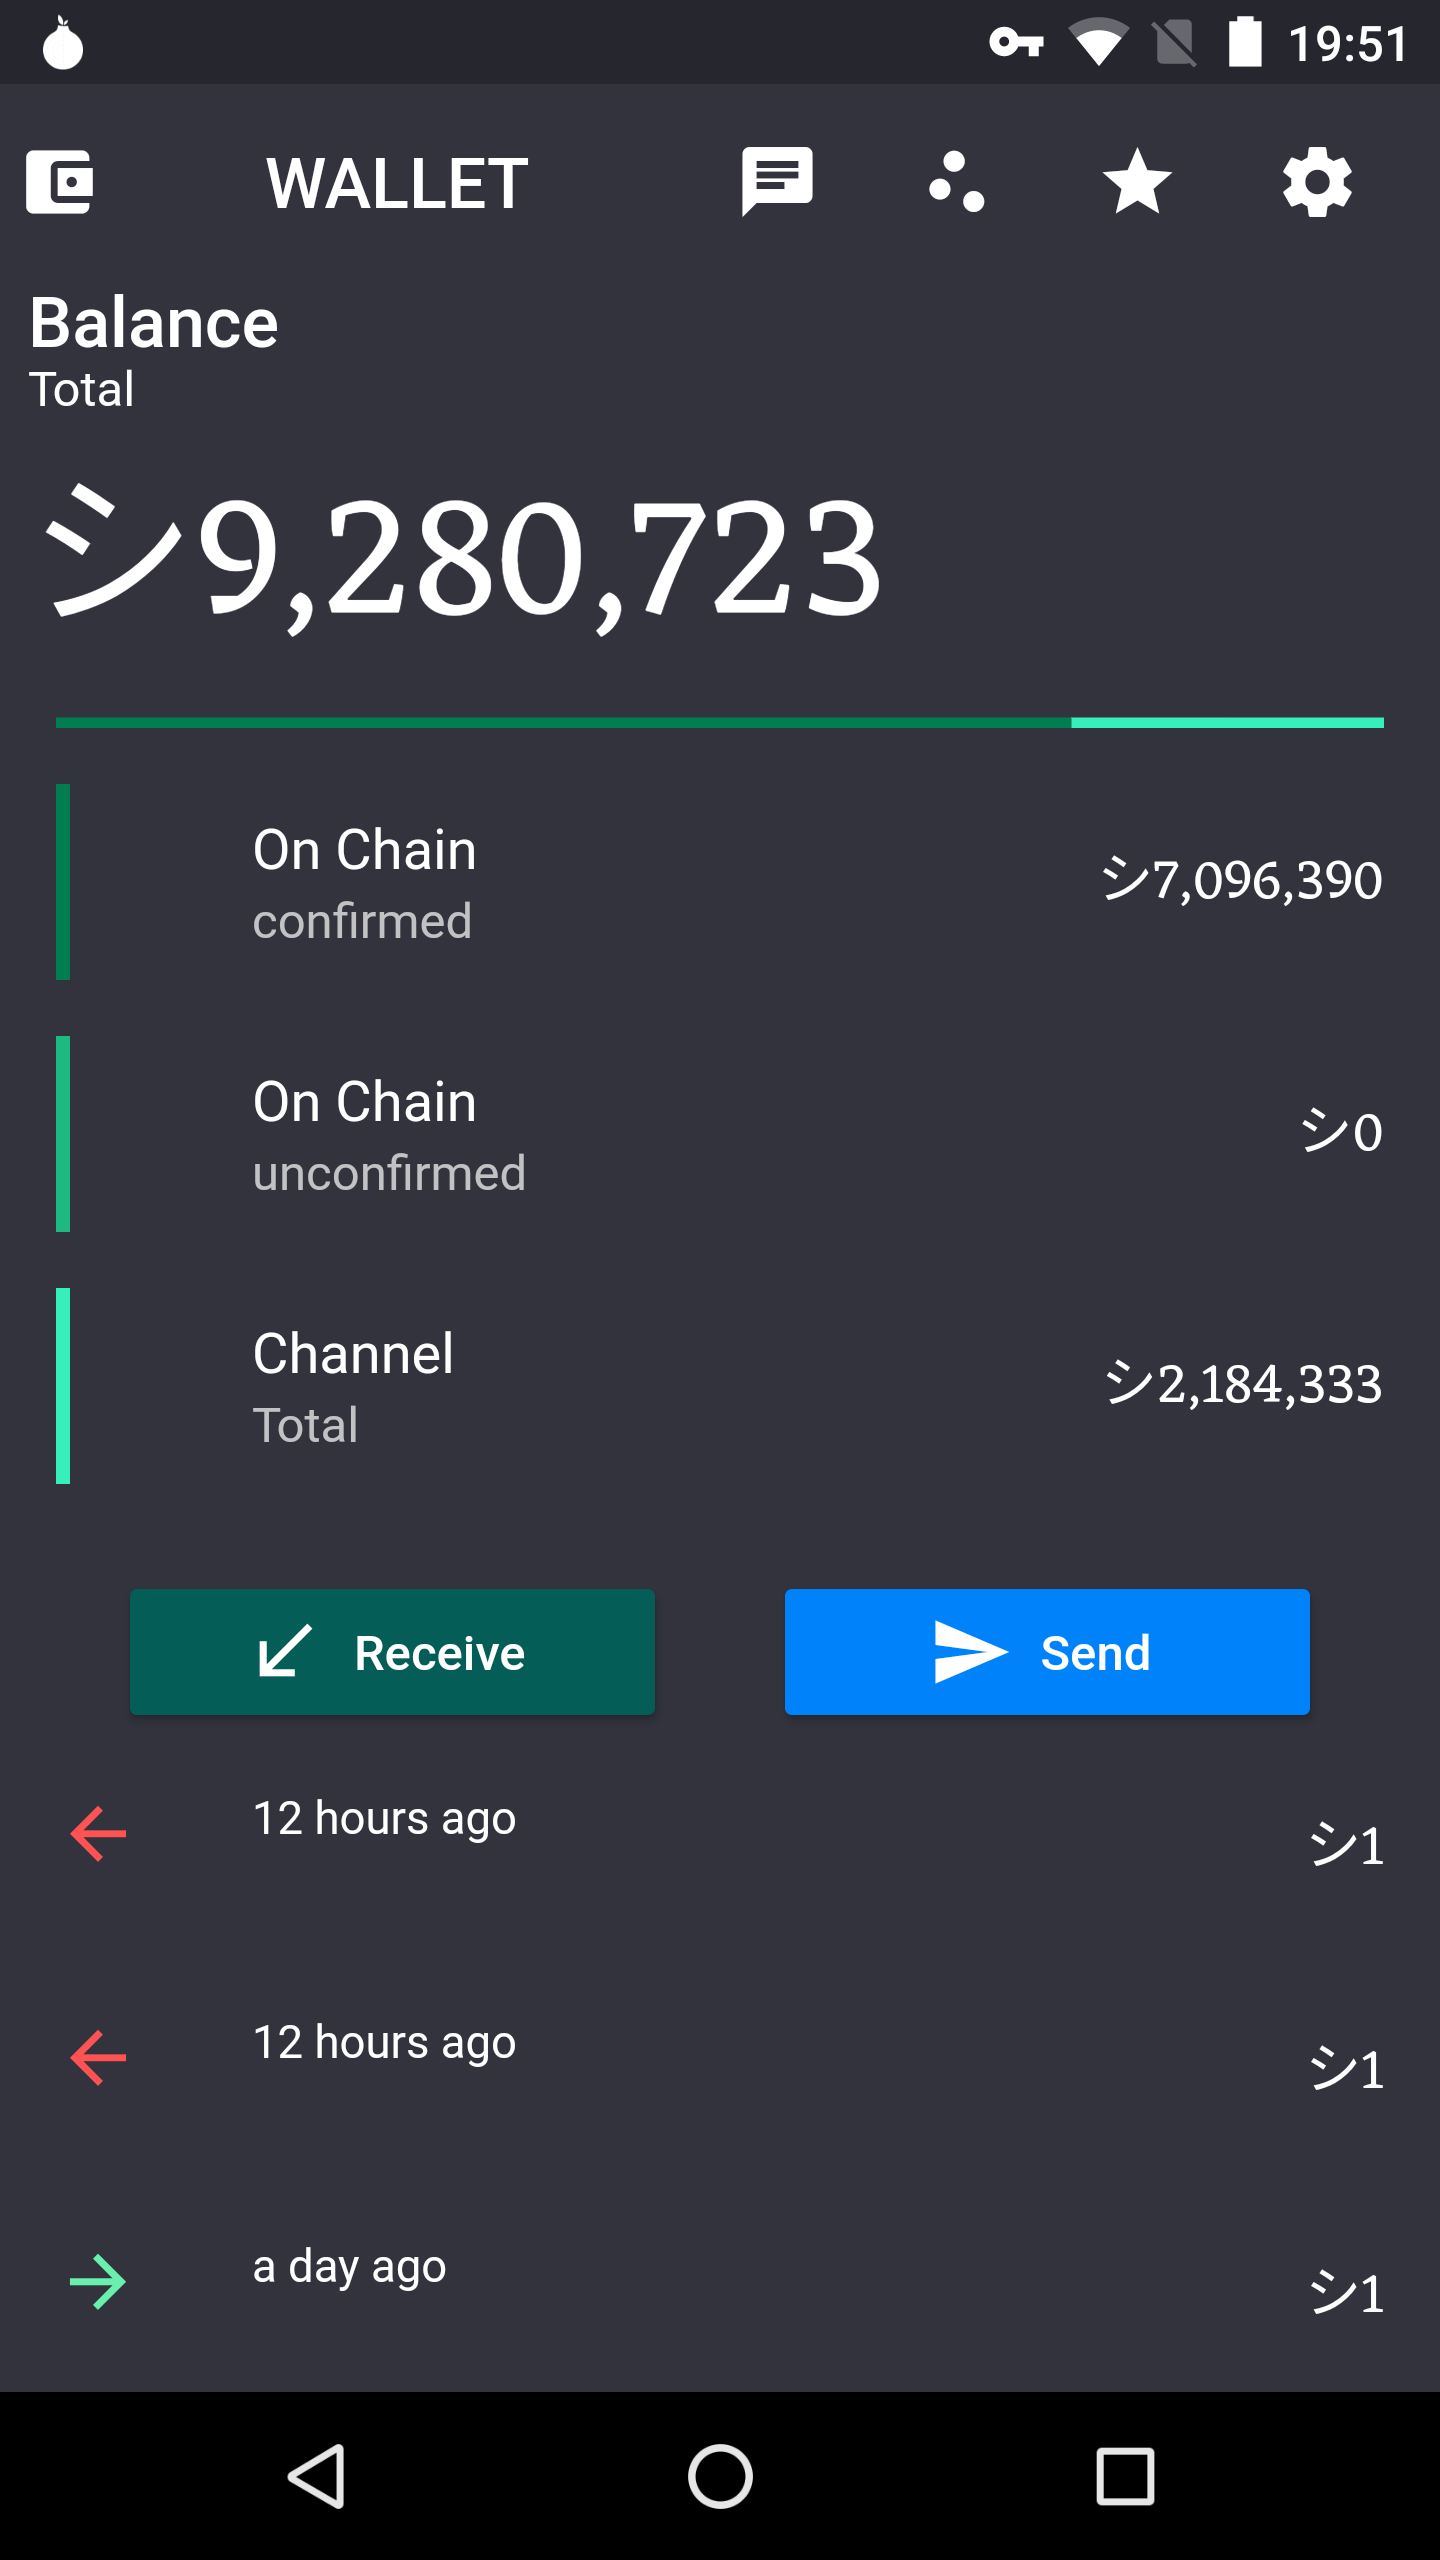 19:51
WALLET
Balance
Total
シ9,280,723
On Chain
confirmed
シ7,096,390
On Chain
unconfirmed
シ0
Channel
Total
シ2,184,333
Receive
Send
12 hours ago
シ1
12 hours ago
シ1
a day ago
シ1